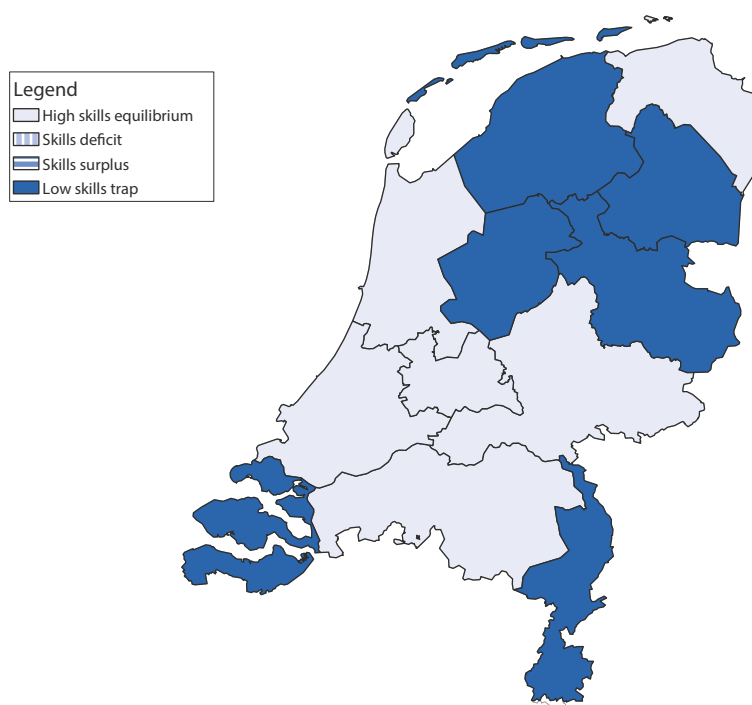 Legend
High skills equilibrium
Skills deficit
Skills surplus
Low skills trap